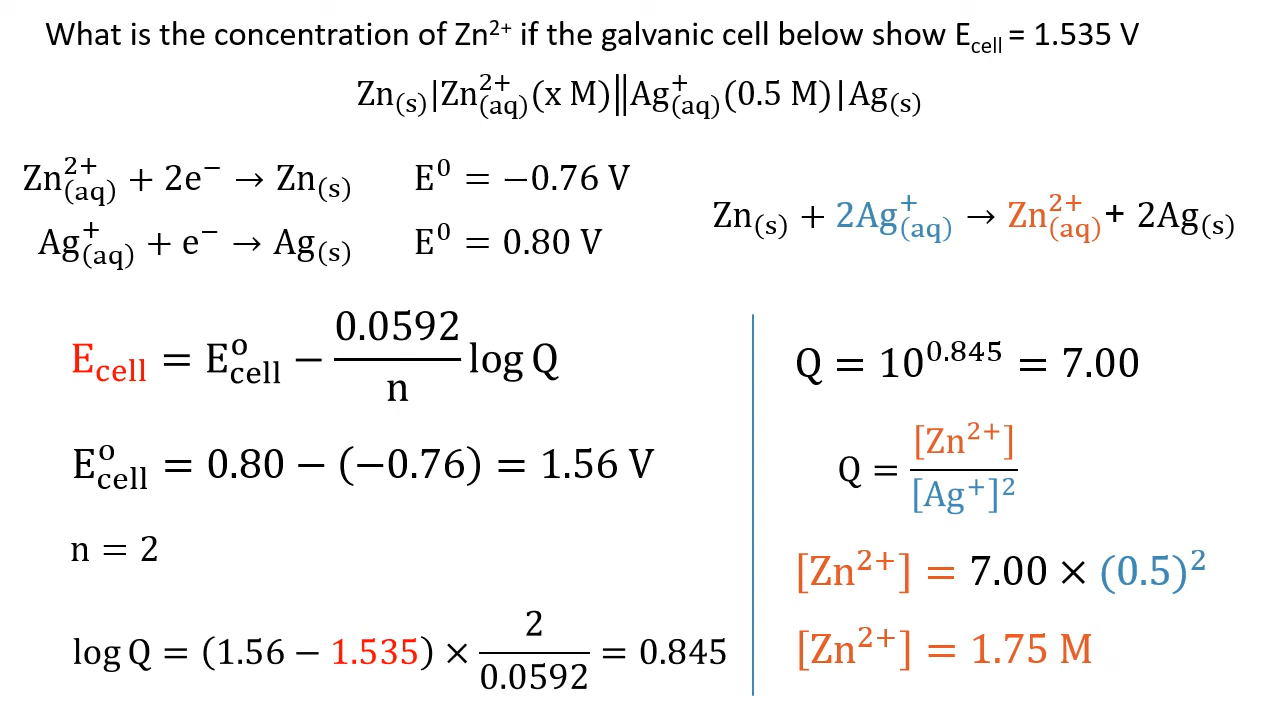 What is the concentration of Zn²⁺ if the galvanic cell below show E_cell = 1.535 V
Zn₍s₎|Zn²⁺₍aq₎(x M)‖Ag⁺₍aq₎(0.5 M)|Ag₍s₎
Zn²⁺₍aq₎ + 2e⁻ → Zn₍s₎ E⁰ = −0.76 V
Ag⁺₍aq₎ + e⁻ → Ag₍s₎ E⁰ = 0.80 V
Zn₍s₎ + 2Ag⁺₍aq₎ → Zn²⁺₍aq₎ + 2Ag₍s₎
E_cell = E°_cell − 0.0592/n log Q
E°_cell = 0.80 − (−0.76) = 1.56 V
n = 2
log Q = (1.56 − 1.535) × 2/0.0592 = 0.845
Q = 10^0.845 = 7.00
Q = [Zn²⁺]/[Ag⁺]²
[Zn²⁺] = 7.00 × (0.5)²
[Zn²⁺] = 1.75 M